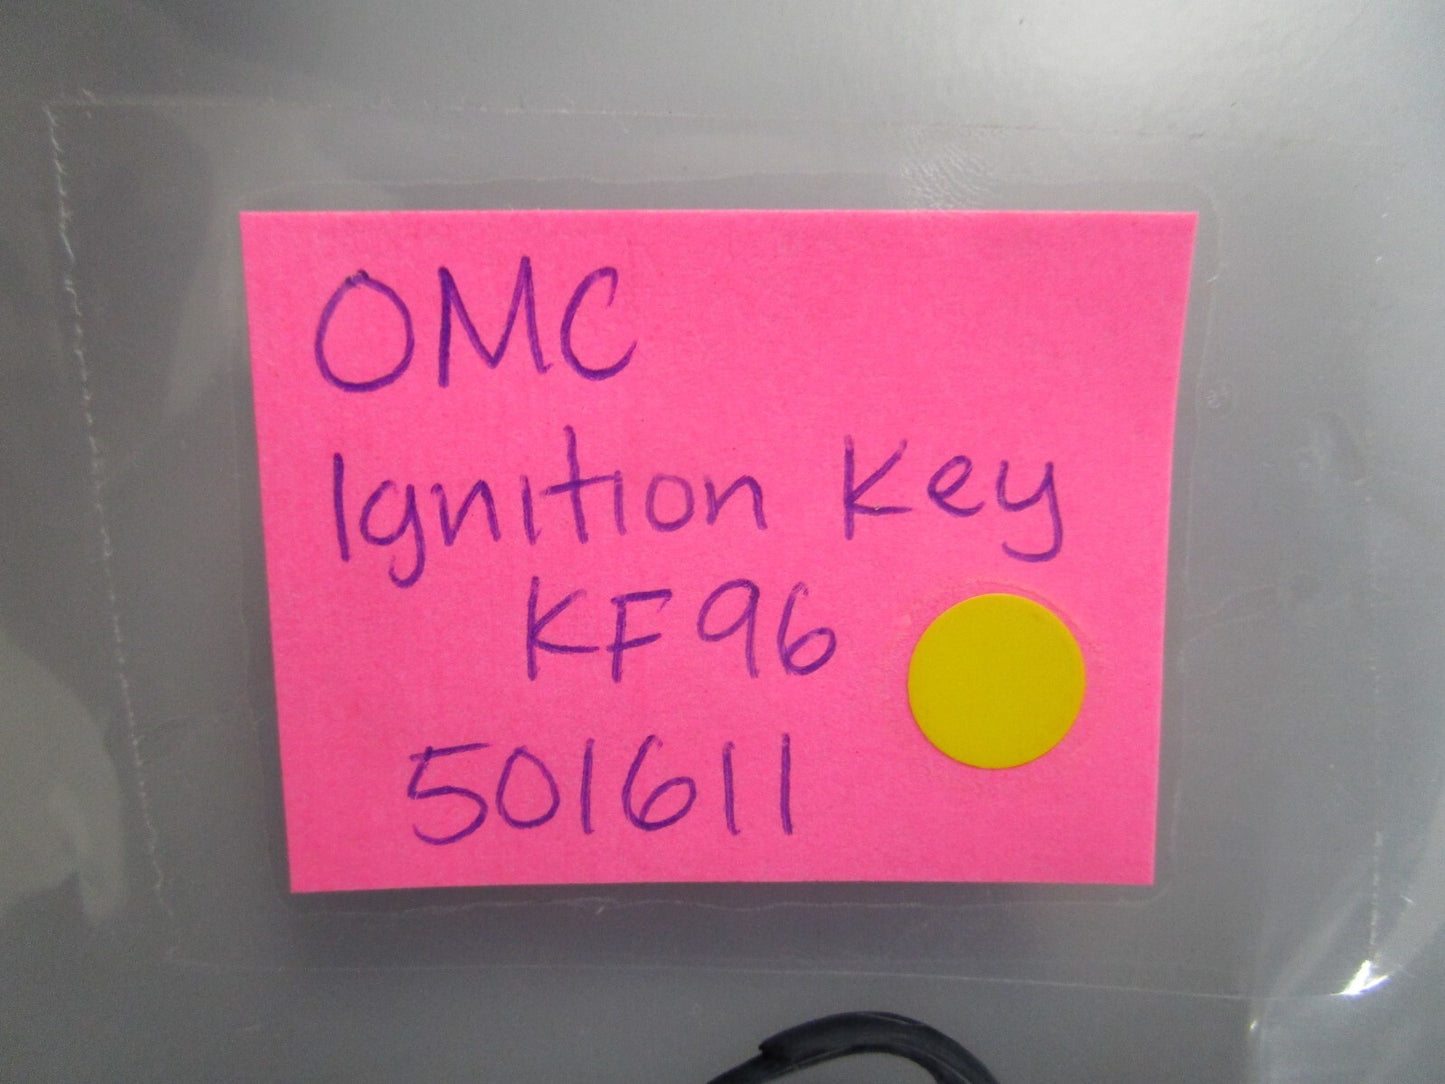 OMC
Ignition Key
KF96
501611